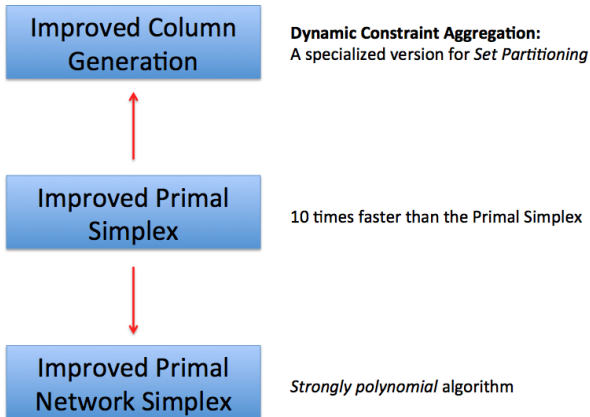 Improved Column
Generation
Dynamic Constraint Aggregation:
A specialized version for Set Partitioning
Improved Primal
Simplex
10 times faster than the Primal Simplex
Improved Primal
Network Simplex
Strongly polynomial algorithm